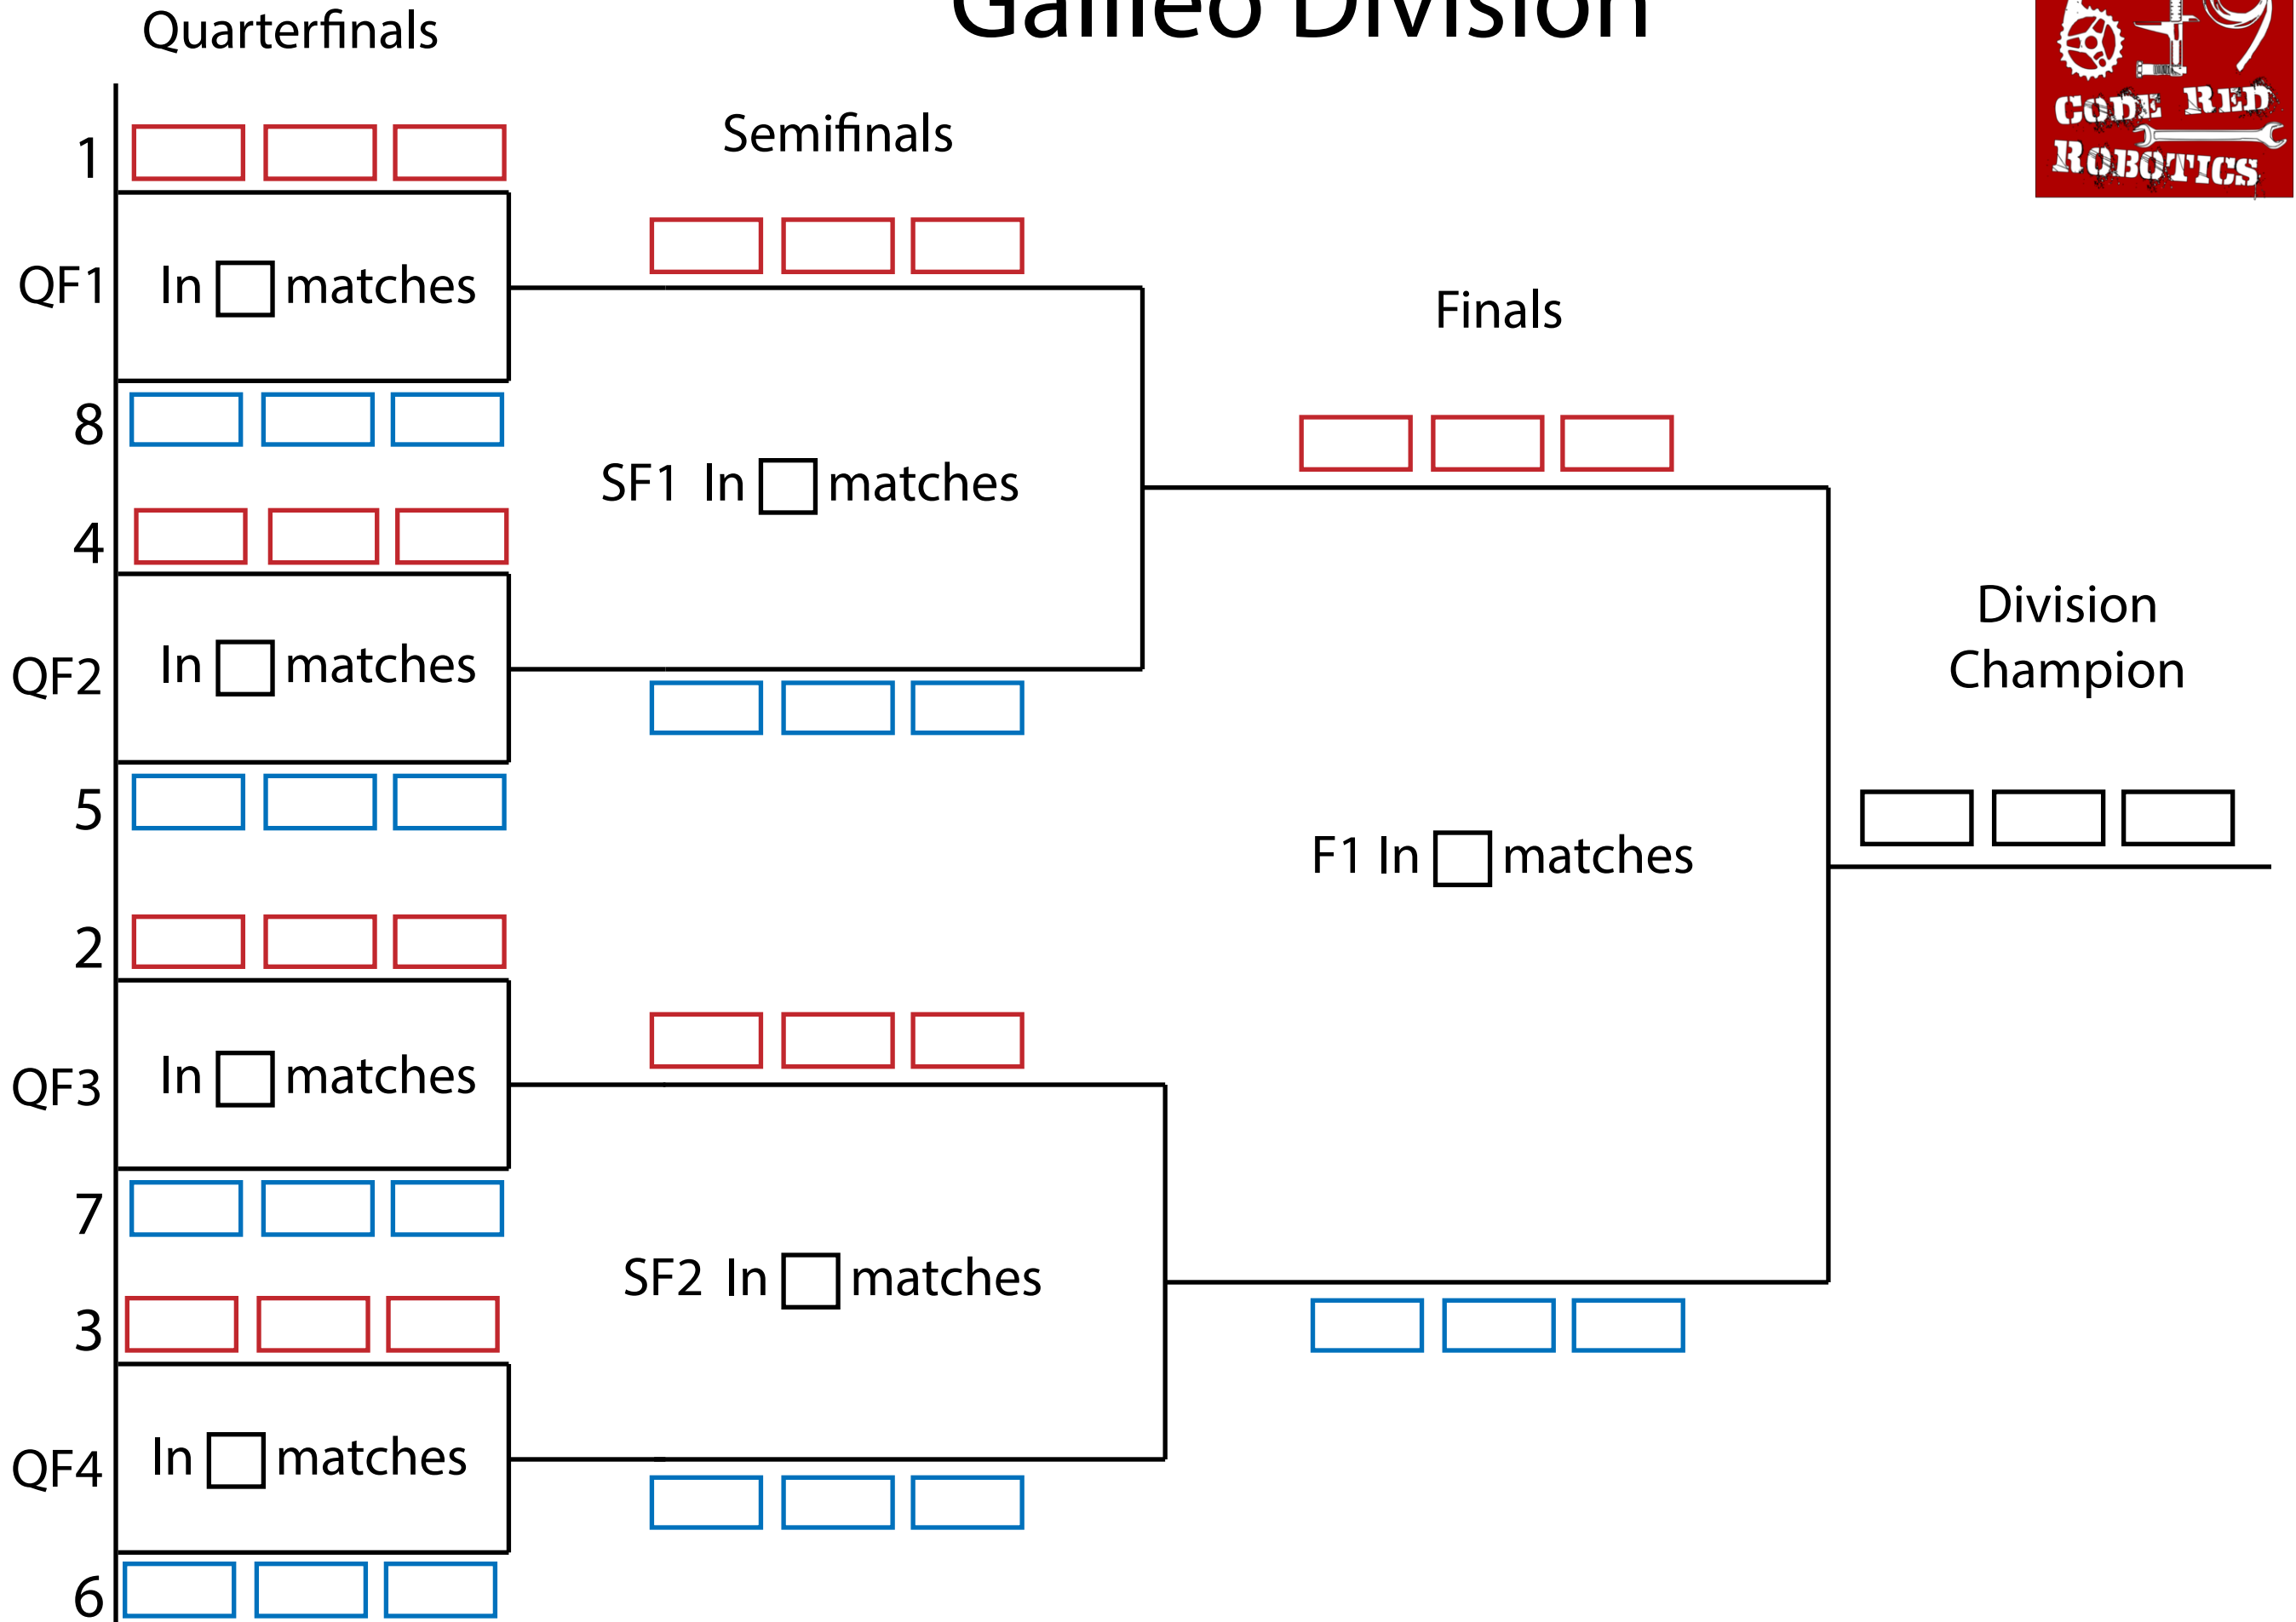 Galileo Division
Quarterfinals
Semifinals
Finals
Division
Champion
CODE RED
ROBOTICS
1
QF1 In matches
8
SF1 In matches
4
QF2 In matches
5
F1 In matches
2
QF3 In matches
7
SF2 In matches
3
QF4 In matches
6